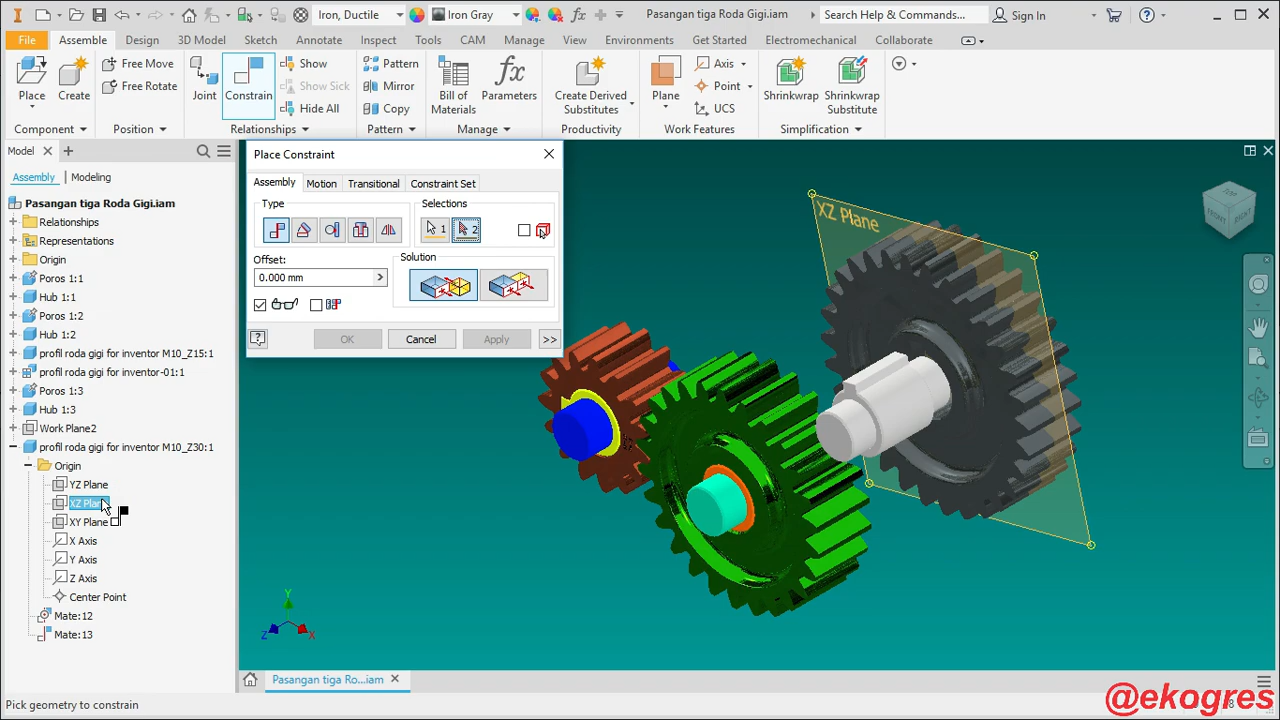 Iron, Ductile
Iron Gray
Pasangan tiga Roda Gigi.iam
Search Help & Commands...
Sign In
File
Assemble
Design
3D Model
Sketch
Annotate
Inspect
Tools
CAM
Manage
View
Environments
Get Started
Electromechanical
Collaborate
Place
Create
Free Move
Free Rotate
Component
Position
Joint
Constrain
Show
Show Sick
Hide All
Relationships
Pattern
Mirror
Copy
Pattern
Bill of
Materials
Parameters
Manage
Create Derived
Substitutes
Productivity
Plane
Axis
Point
UCS
Work Features
Shrinkwrap
Shrinkwrap
Substitute
Simplification
Model
Assembly
Modeling
Pasangan tiga Roda Gigi.iam
Relationships
Representations
Origin
Poros 1:1
Hub 1:1
Poros 1:2
Hub 1:2
profil roda gigi for inventor M10_Z15:1
profil roda gigi for inventor-01:1
Poros 1:3
Hub 1:3
Work Plane2
profil roda gigi for inventor M10_Z30:1
Origin
YZ Plane
XZ Plane
XY Plane
X Axis
Y Axis
Z Axis
Center Point
Mate:12
Mate:13
Place Constraint
Assembly
Motion
Transitional
Constraint Set
Type
Selections
1
2
Offset:
0.000 mm
Solution
OK
Cancel
Apply
>>
XZ Plane
FRONT
Y
Z
X
Pasangan tiga Ro...iam
Pick geometry to constrain
@ekogres